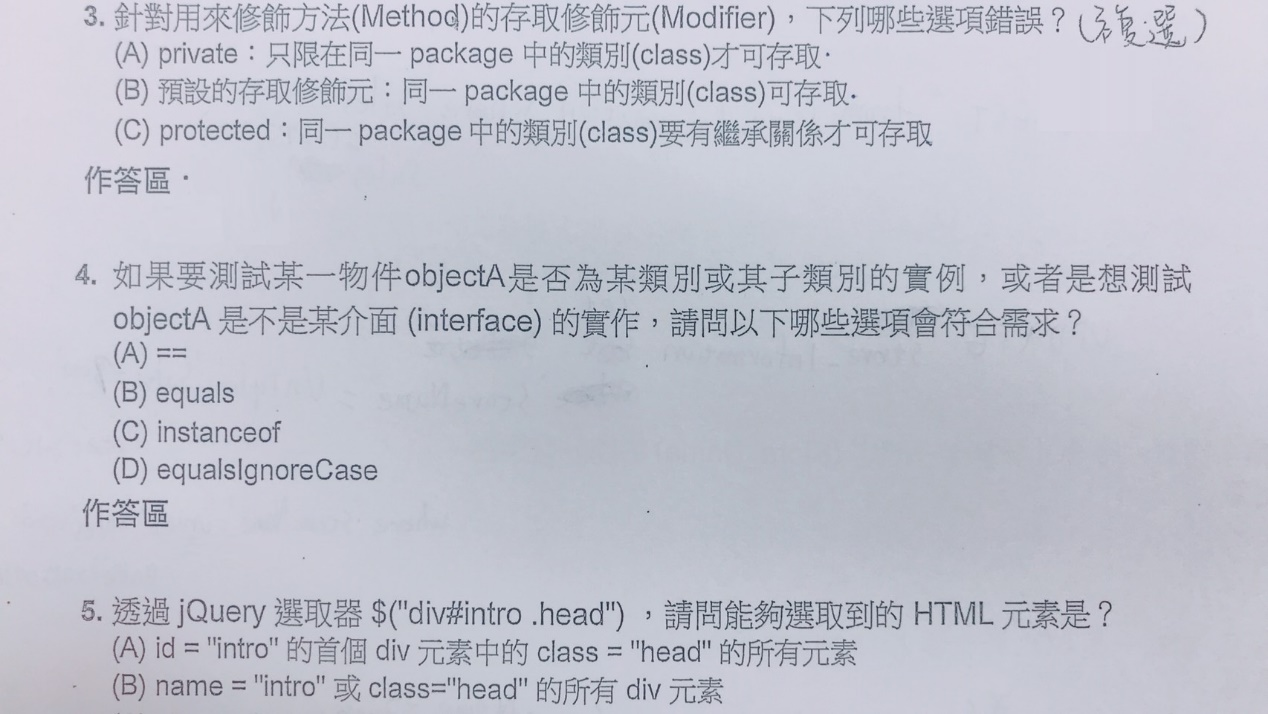 3. 針對用來修飾方法(Method)的存取修飾元(Modifier)，下列哪些選項錯誤？(複選)
(A) private：只限在同一 package 中的類別(class)才可存取．
(B) 預設的存取修飾元：同一 package 中的類別(class)可存取．
(C) protected：同一 package 中的類別(class)要有繼承關係才可存取
作答區．
4. 如果要測試某一物件objectA是否為某類別或其子類別的實例，或者是想測試
objectA 是不是某介面 (interface) 的實作，請問以下哪些選項會符合需求？
(A) ==
(B) equals
(C) instanceof
(D) equalsIgnoreCase
作答區
5. 透過 jQuery 選取器 $("div#intro .head") ，請問能夠選取到的 HTML 元素是？
(A) id = "intro" 的首個 div 元素中的 class = "head" 的所有元素
(B) name = "intro" 或 class="head" 的所有 div 元素